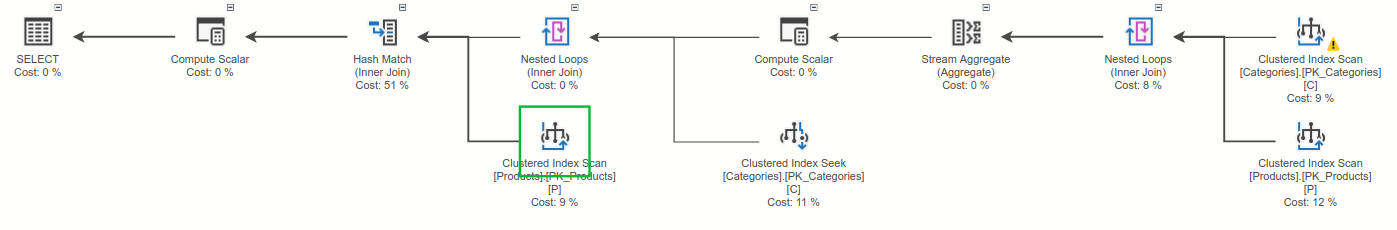 SELECT
Cost: 0 %
Compute Scalar
Cost: 0 %
Hash Match
(Inner Join)
Cost: 51 %
Nested Loops
(Inner Join)
Cost: 0 %
Compute Scalar
Cost: 0 %
Stream Aggregate
(Aggregate)
Cost: 0 %
Nested Loops
(Inner Join)
Cost: 8 %
Clustered Index Scan
[Categories].[PK_Categories]
[C]
Cost: 9 %
Clustered Index Scan
[Products].[PK_Products]
[P]
Cost: 9 %
Clustered Index Seek
[Categories].[PK_Categories]
[C]
Cost: 11 %
Clustered Index Scan
[Products].[PK_Products]
[P]
Cost: 12 %